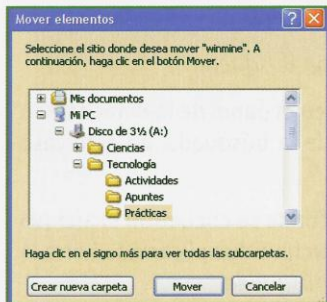 Mover elementos
Seleccione el sitio donde desea mover "winmine". A
continuación, haga clic en el botón Mover.
Mis documentos
Mi PC
Disco de 3½ (A:)
Ciencias
Tecnología
Actividades
Apuntes
Prácticas
Haga clic en el signo más para ver todas las subcarpetas.
Crear nueva carpeta Mover Cancelar